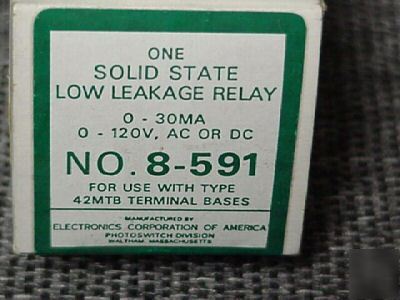 ONE
SOLID STATE
LOW LEAKAGE RELAY
0 - 30MA
0 - 120V, AC OR DC
NO. 8-591
FOR USE WITH TYPE
42MTB TERMINAL BASES
MANUFACTURED BY
ELECTRONICS CORPORATION OF AMERICA
PHOTOSWITCH DIVISION
WALTHAM, MASSACHUSETTS